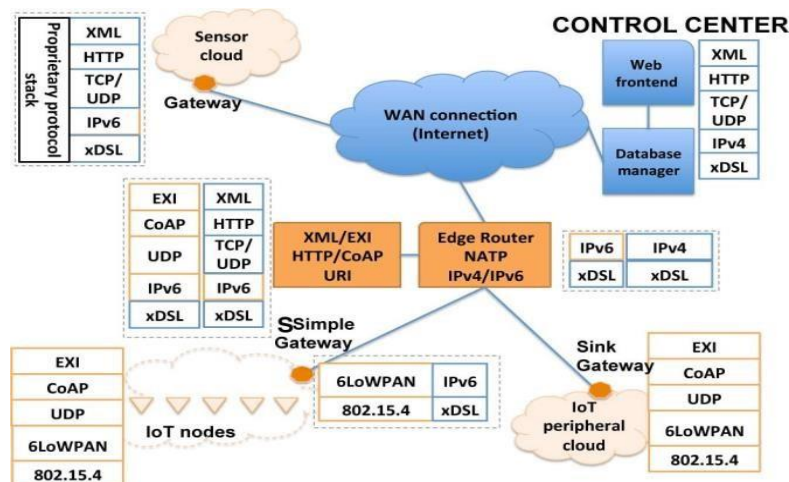 Proprietary protocol
stack
XML
HTTP
TCP/
UDP
IPv6
xDSL
Sensor
cloud
Gateway
WAN connection
(Internet)
CONTROL CENTER
Web
frontend
Database
manager
XML
HTTP
TCP/
UDP
IPv4
xDSL
EXI
CoAP
UDP
IPv6
xDSL
XML
HTTP
TCP/
UDP
IPv6
xDSL
XML/EXI
HTTP/CoAP
URI
Edge Router
NATP
IPv4/IPv6
IPv6 IPv4
xDSL xDSL
SSimple
Gateway
6LoWPAN IPv6
802.15.4 xDSL
EXI
CoAP
UDP
6LoWPAN
802.15.4
IoT nodes
Sink
Gateway
IoT
peripheral
cloud
EXI
CoAP
UDP
6LoWPAN
802.15.4